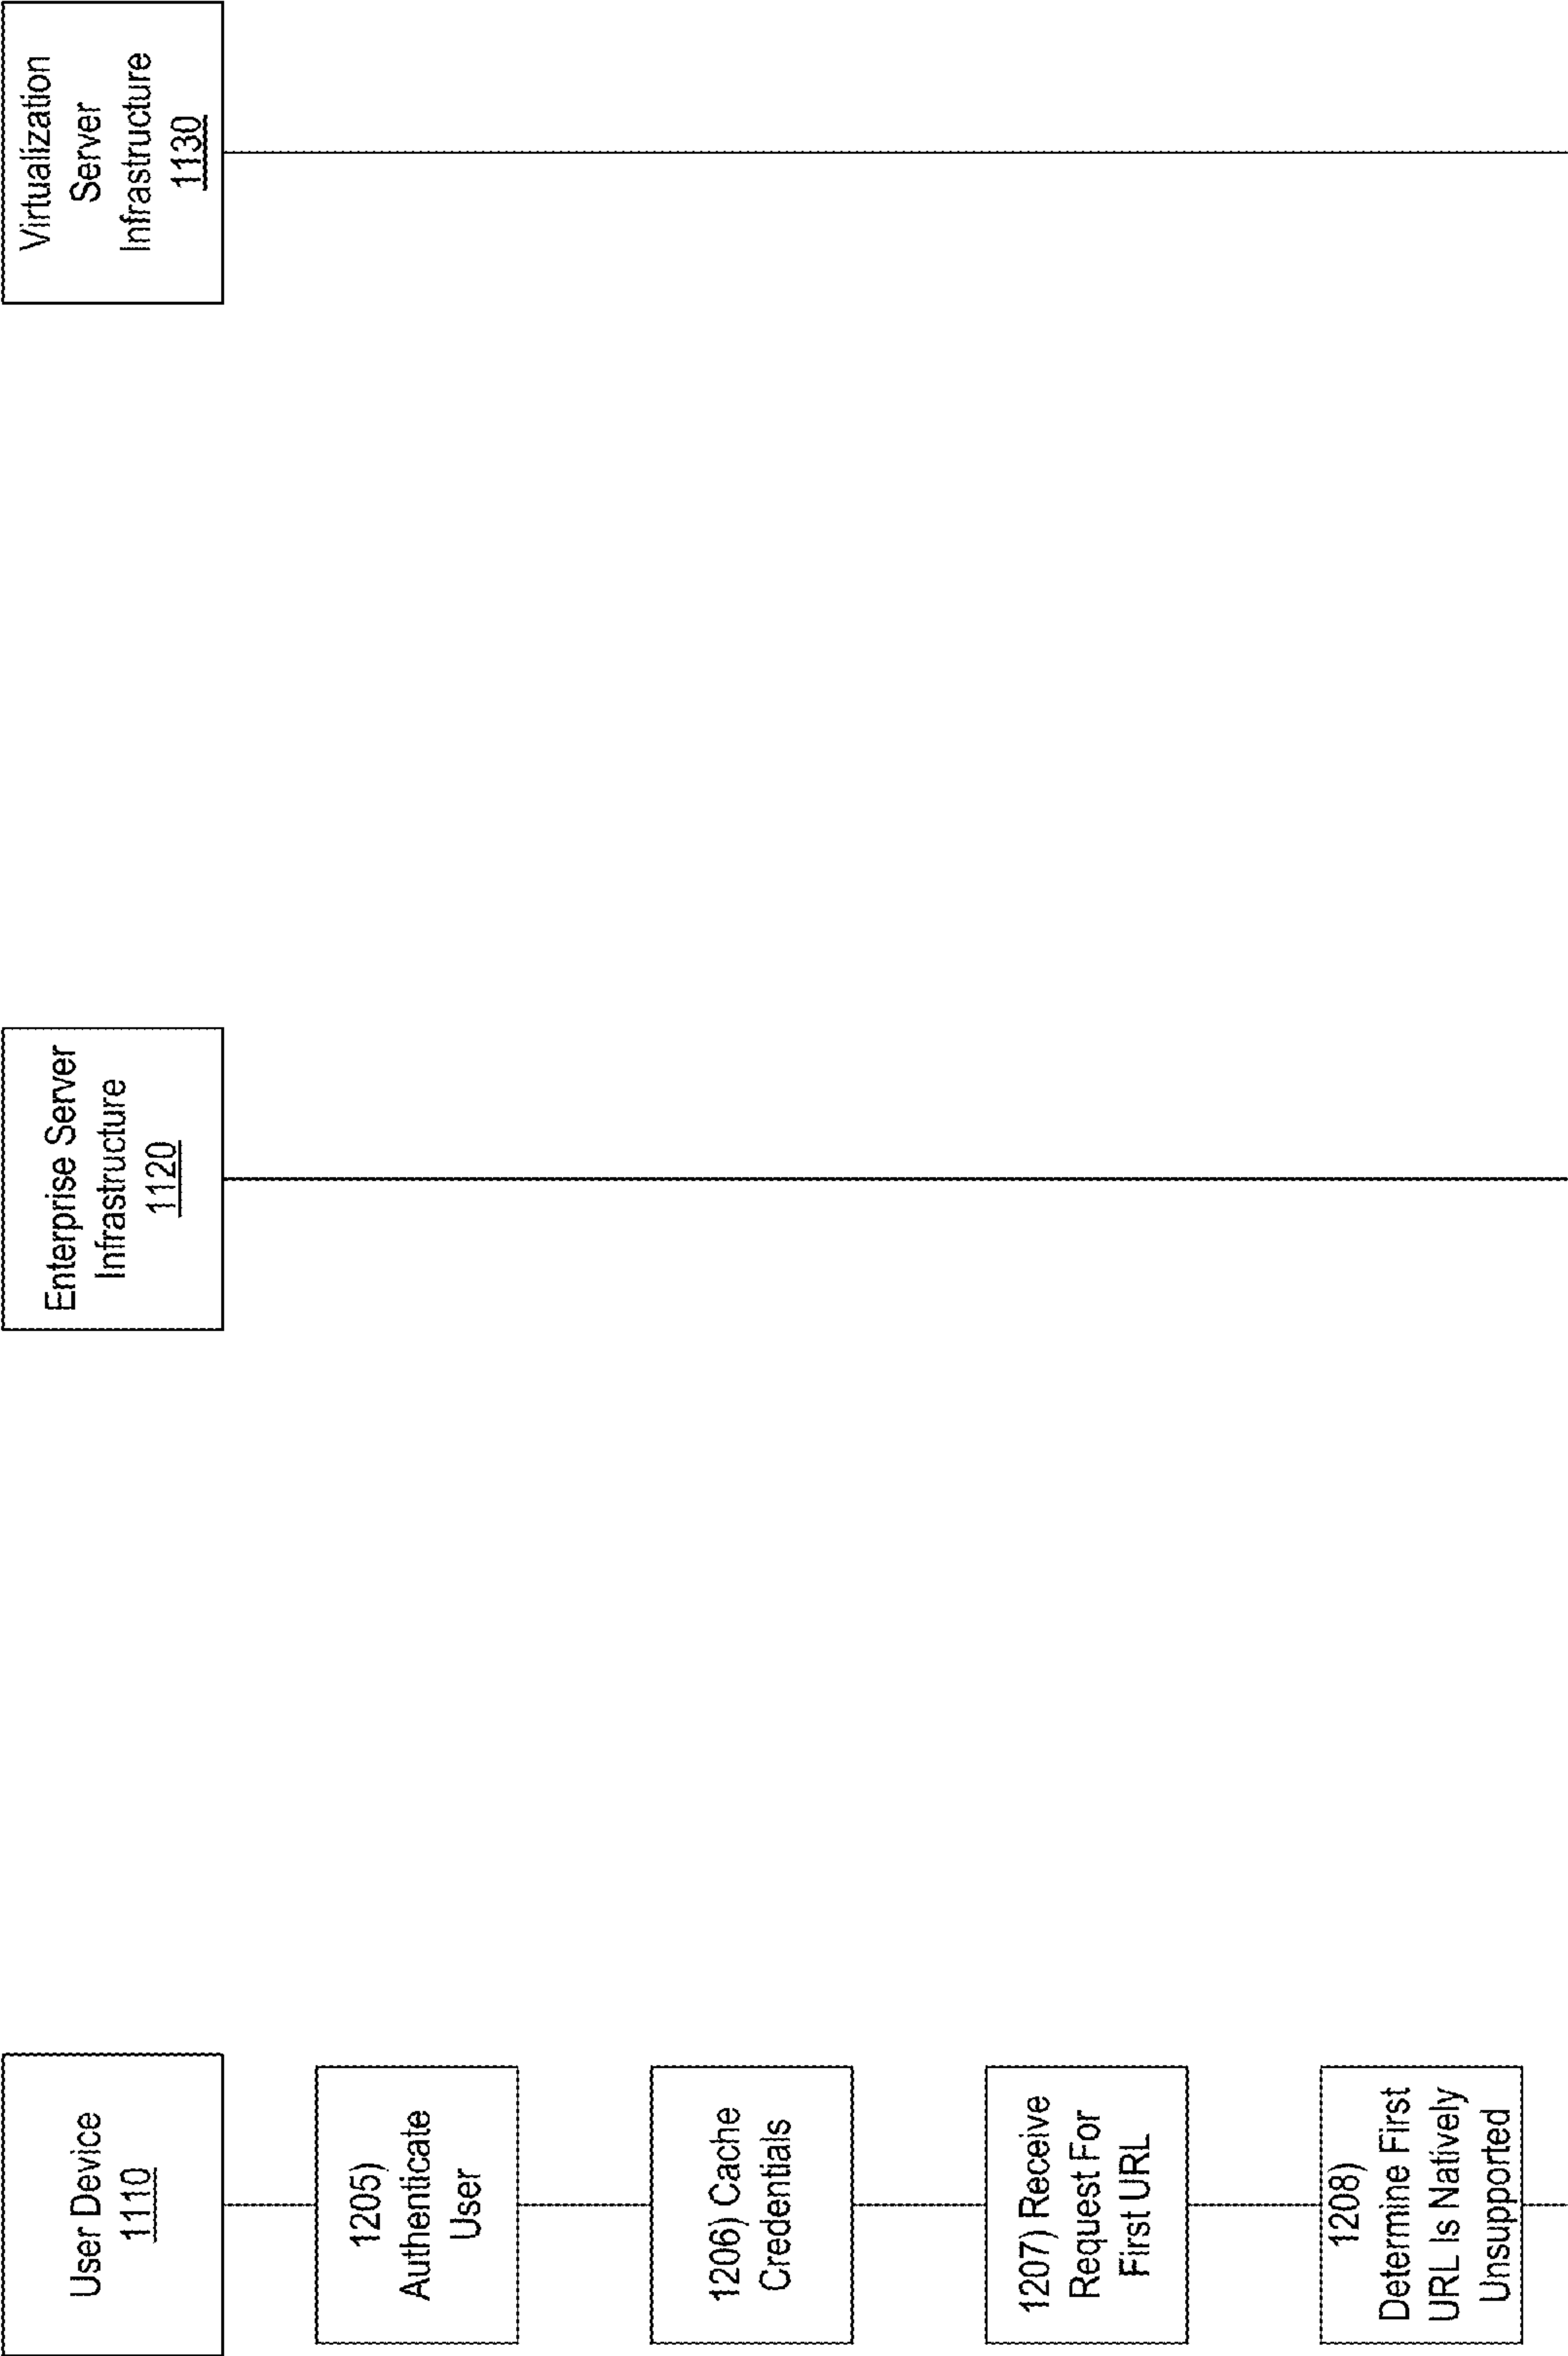 User Device
1110
Enterprise Server
Infrastructure
1120
Virtualization
Server
Infrastructure
1130
1205)
Authenticate
User
1206) Cache
Credentials
1207) Receive
Request For
First URL
1208)
Determine First
URL Is Natively
Unsupported